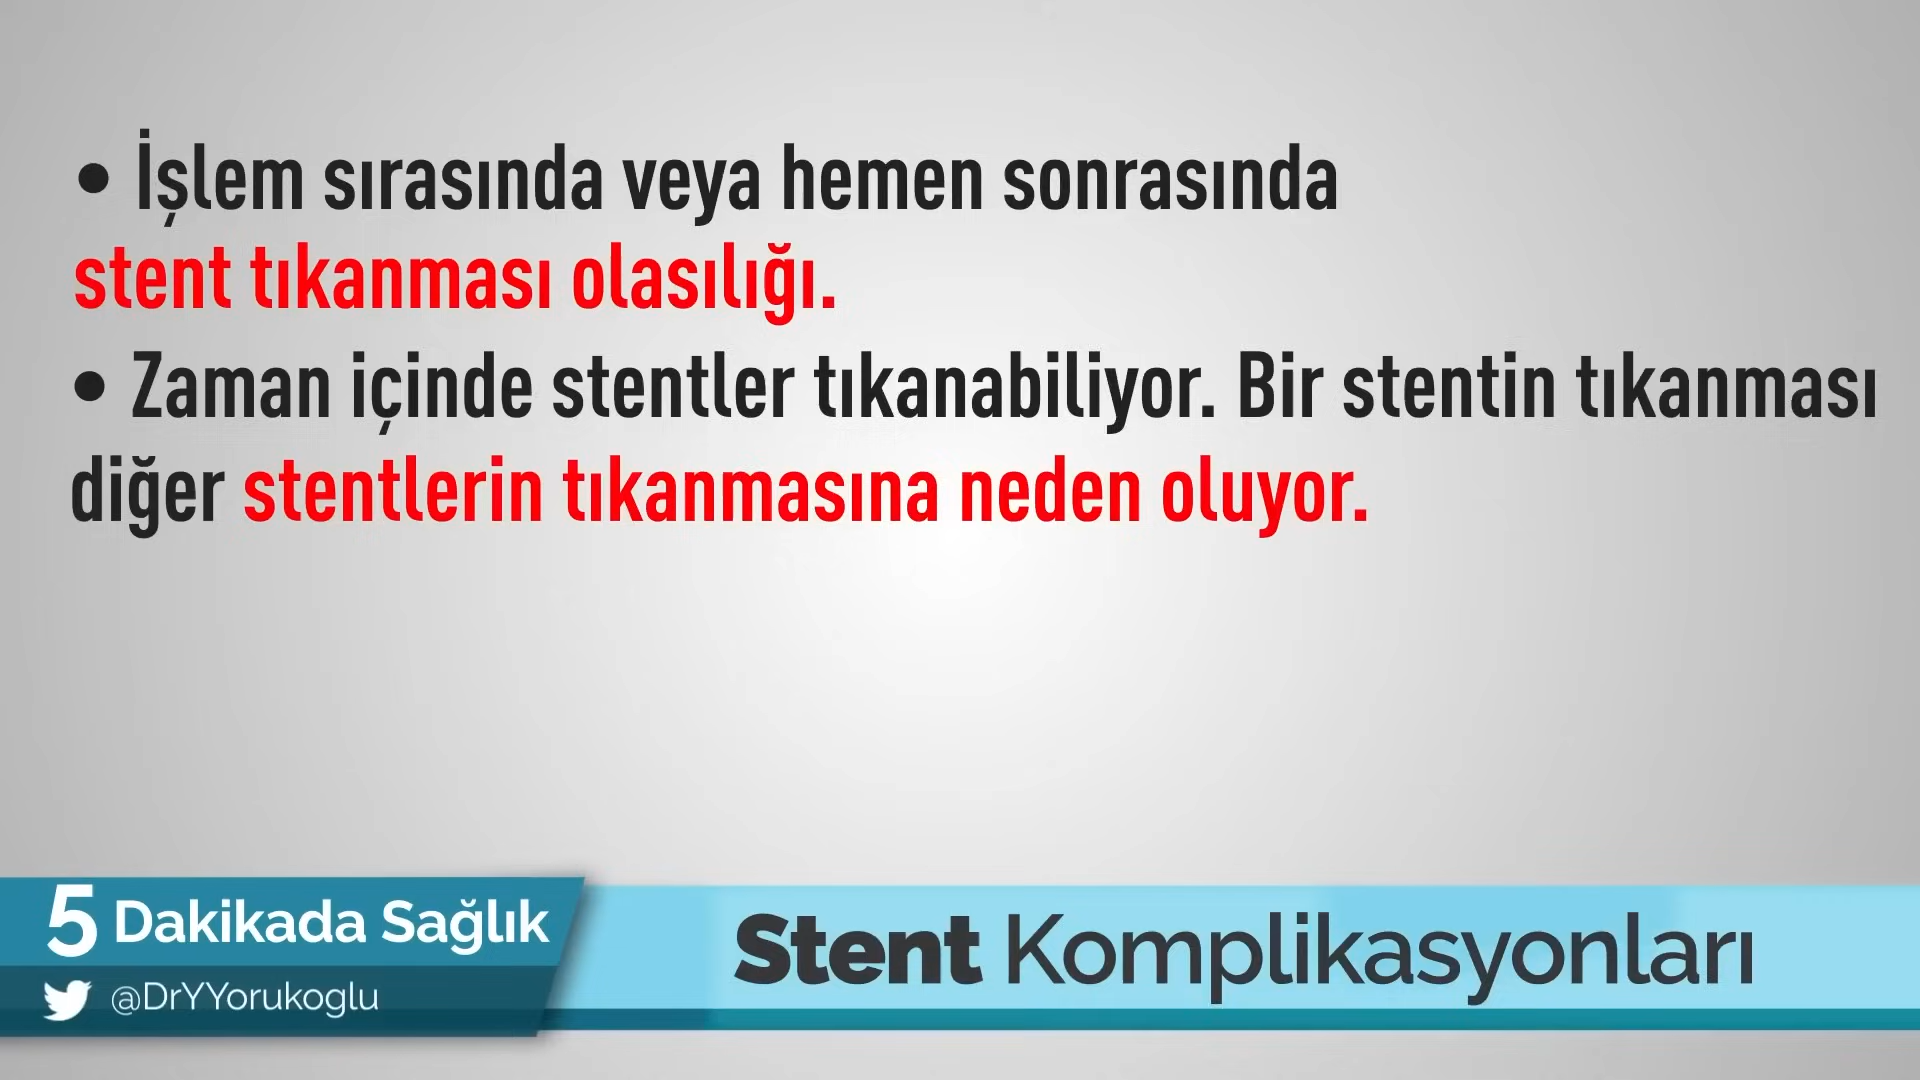 • İşlem sırasında veya hemen sonrasında
stent tıkanması olasılığı.
• Zaman içinde stentler tıkanabiliyor. Bir stentin tıkanması
diğer stentlerin tıkanmasına neden oluyor.
5 Dakikada Sağlık
@DrYYorukoglu
Stent Komplikasyonları